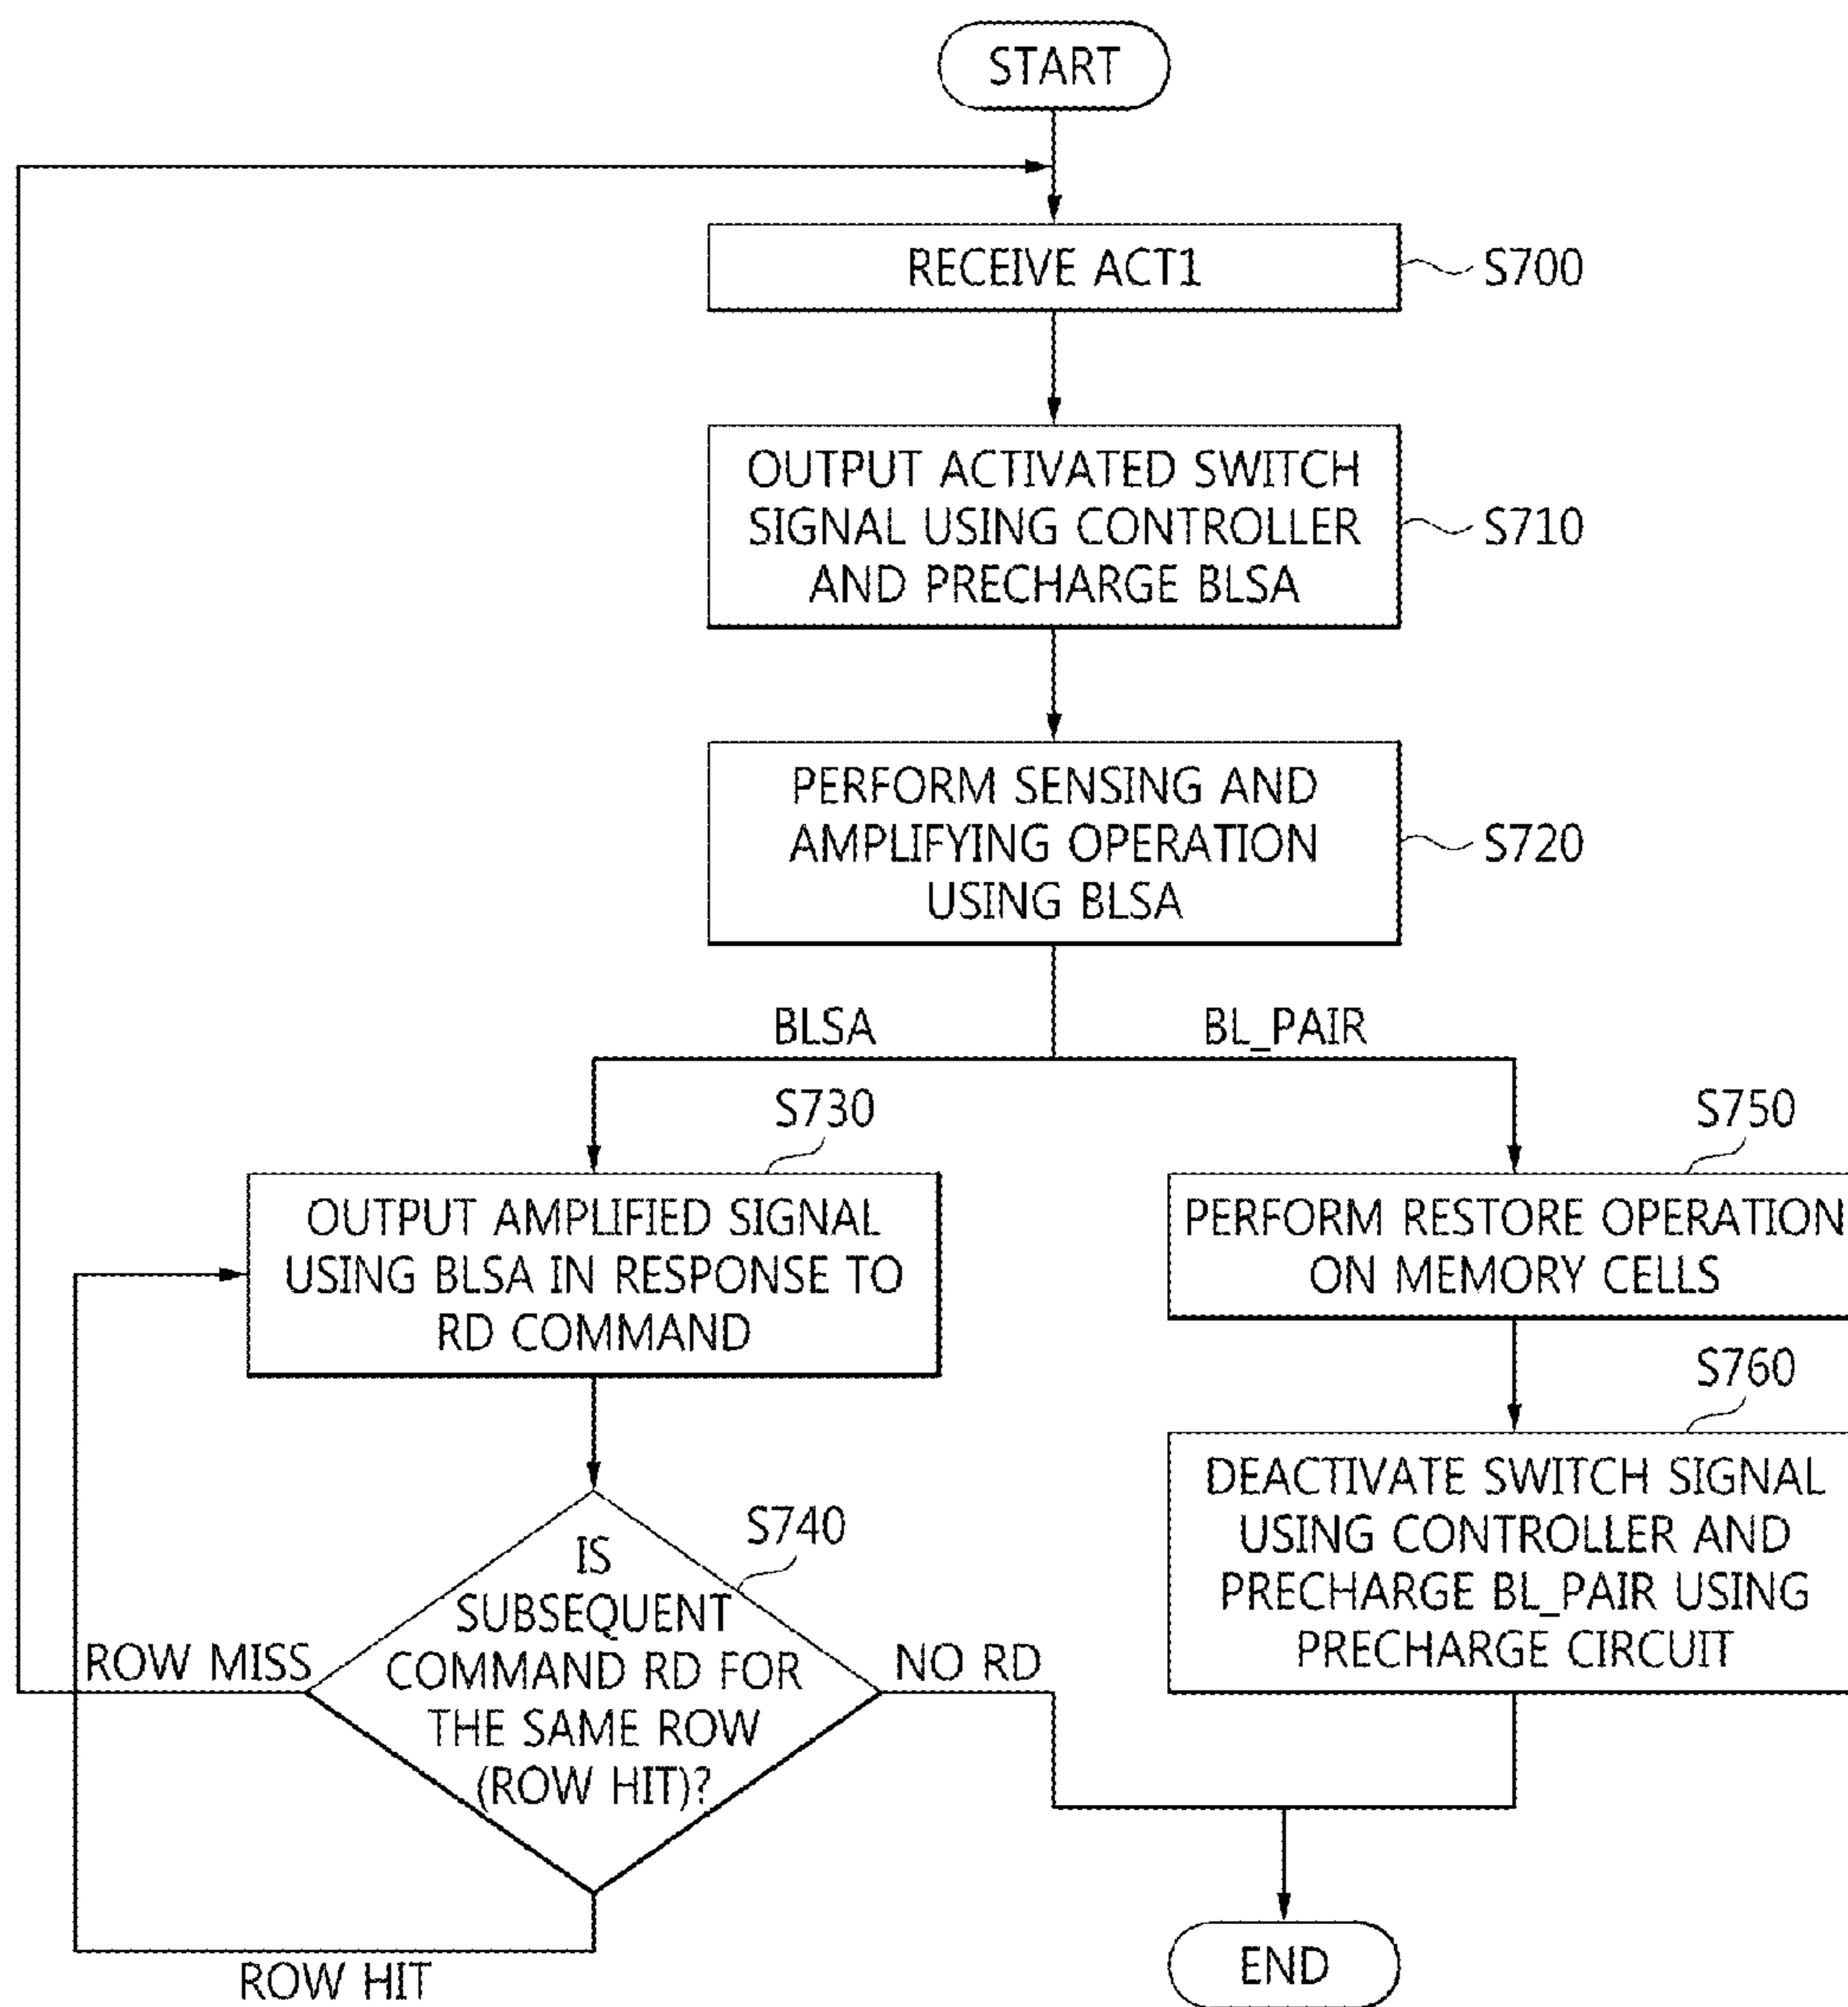 START
RECEIVE ACT1
S700
OUTPUT ACTIVATED SWITCH
SIGNAL USING CONTROLLER
AND PRECHARGE BLSA
S710
PERFORM SENSING AND
AMPLIFYING OPERATION
USING BLSA
S720
BLSA
BL_PAIR
S730
OUTPUT AMPLIFIED SIGNAL
USING BLSA IN RESPONSE TO
RD COMMAND
S750
PERFORM RESTORE OPERATION
ON MEMORY CELLS
S760
DEACTIVATE SWITCH SIGNAL
USING CONTROLLER AND
PRECHARGE BL_PAIR USING
PRECHARGE CIRCUIT
S740
IS
SUBSEQUENT
COMMAND RD FOR
THE SAME ROW
(ROW HIT)?
ROW MISS
NO RD
ROW HIT
END